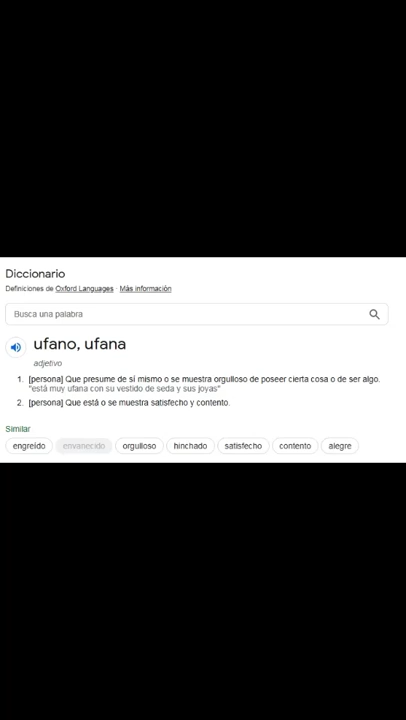 Diccionario
Definiciones de Oxford Languages · Más información
Busca una palabra
ufano, ufana
adjetivo
1. [persona] Que presume de sí mismo o se muestra orgulloso de poseer cierta cosa o de ser algo.
"está muy ufana con su vestido de seda y sus joyas"
2. [persona] Que está o se muestra satisfecho y contento.
Similar
engreído envanecido orgulloso hinchado satisfecho contento alegre